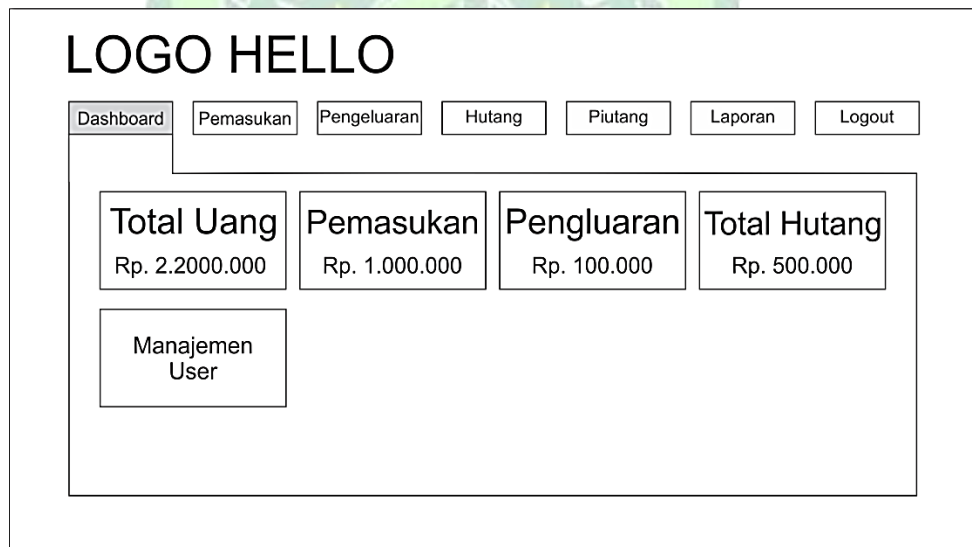 LOGO HELLO
Dashboard Pemasukan Pengeluaran Hutang Piutang Laporan Logout
Total Uang Pemasukan Pengluaran Total Hutang
Rp. 2.2000.000 Rp. 1.000.000 Rp. 100.000 Rp. 500.000
Manajemen
User